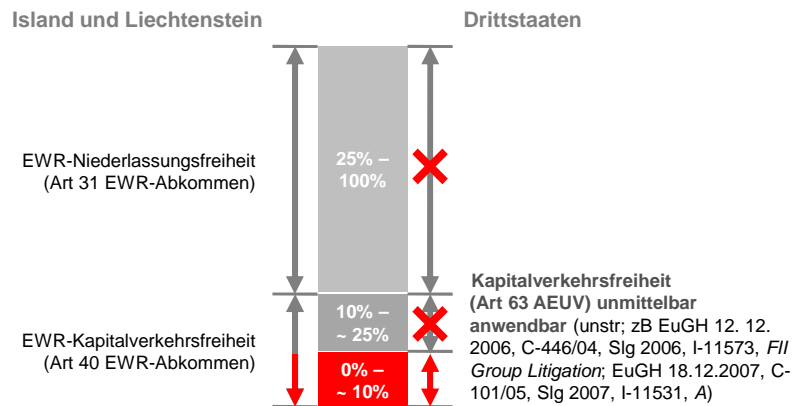 Island und Liechtenstein
Drittstaaten
EWR-Niederlassungsfreiheit
(Art 31 EWR-Abkommen)
25% –
100%
EWR-Kapitalverkehrsfreiheit
(Art 40 EWR-Abkommen)
10% –
~ 25%
0% –
~ 10%
Kapitalverkehrsfreiheit
(Art 63 AEUV) unmittelbar
anwendbar (unstr; zB EuGH 12. 12.
2006, C-446/04, Slg 2006, I-11573, FII
Group Litigation; EuGH 18.12.2007, C-
101/05, Slg 2007, I-11531, A)